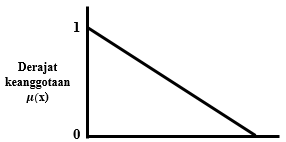 1
Derajat
keanggotaan
μ(x)
0